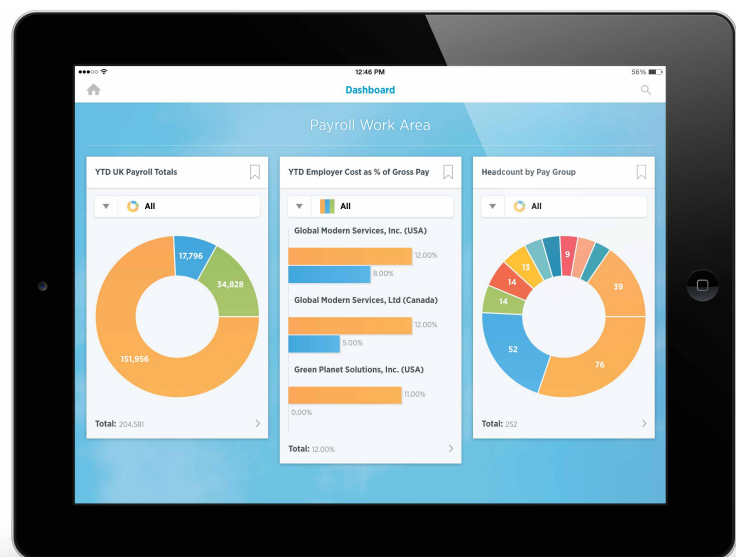 12:46 PM
56%
Dashboard
Payroll Work Area
YTD UK Payroll Totals
All
17,796
34,828
151,956
Total: 204,581
YTD Employer Cost as % of Gross Pay
All
Global Modern Services, Inc. (USA)
12.00%
8.00%
Global Modern Services, Ltd (Canada)
12.00%
5.00%
Green Planet Solutions, Inc. (USA)
11.00%
0.00%
Total: 12.00%
Headcount by Pay Group
All
9
13
14
14
39
52
76
Total: 252